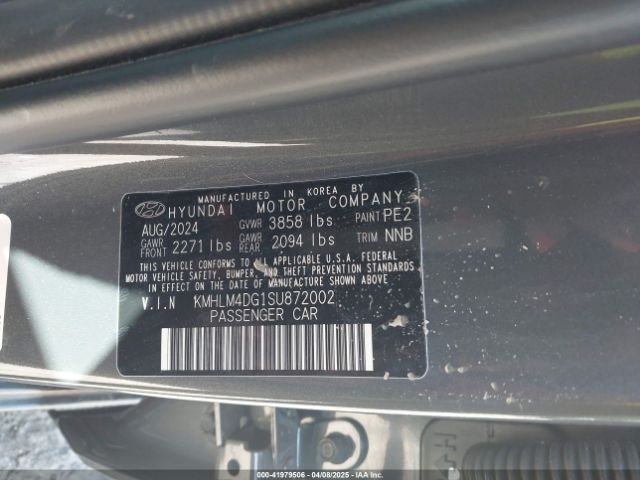 MANUFACTURED IN KOREA BY
HYUNDAI MOTOR COMPANY
AUG/2024 GVWR 3858 lbs PAINT PE2
GAWR FRONT 2271 lbs GAWR REAR 2094 lbs TRIM NNB
THIS VEHICLE CONFORMS TO ALL APPLICABLE U.S.A. FEDERAL
MOTOR VEHICLE SAFETY, BUMPER, AND THEFT PREVENTION
STANDARDS IN EFFECT ON THE DATE OF MANUFACTURE SHOWN ABOVE.
V.I.N KMHLM4DG1SU872002
PASSENGER CAR
000-41979506 - 04/08/2025 - IAAI.COM